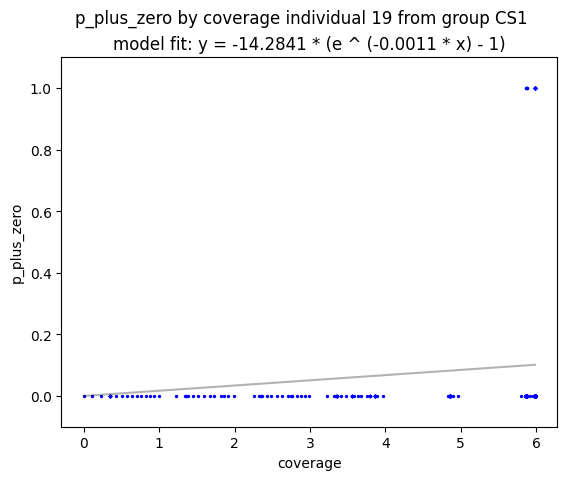 p_plus_zero by coverage individual 19 from group CS1
model fit: y = -14.2841 * (e ^ (-0.0011 * x) - 1)
1.0
0.8
0.6
0.4
0.2
0.0
p_plus_zero
0 1 2 3 4 5 6
coverage